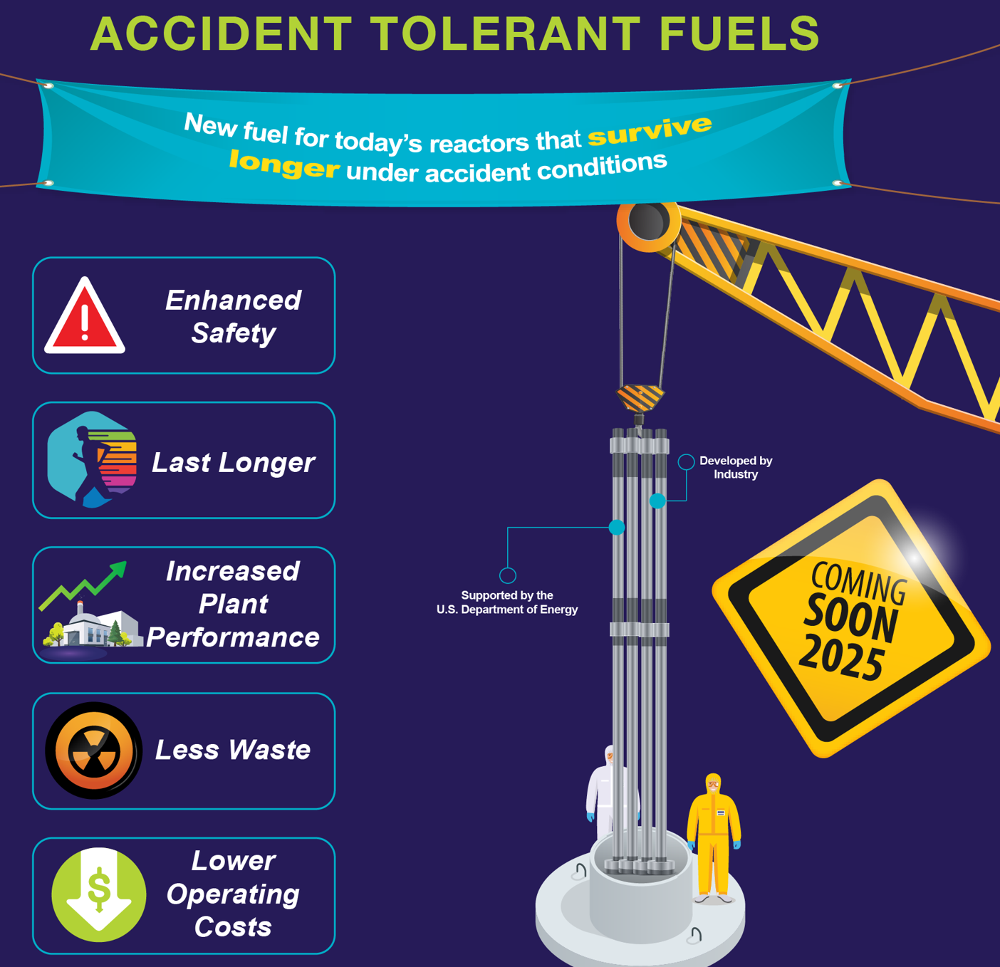 ACCIDENT TOLERANT FUELS
New fuel for today's reactors that survive
longer under accident conditions
Enhanced
Safety
Last Longer
Increased
Plant
Performance
Less Waste
$
Lower
Operating
Costs
Developed by
Industry
Supported by the
U.S. Department of Energy
COMING
SOON
2025